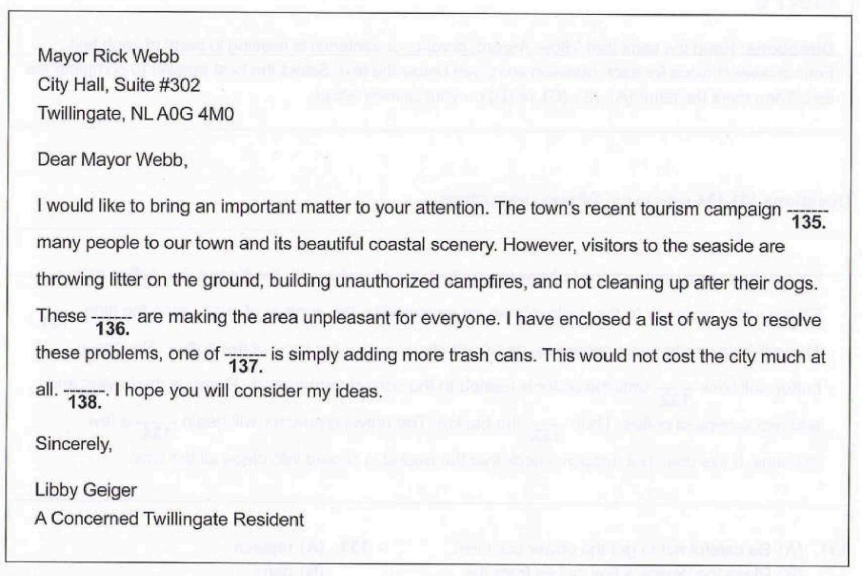 Mayor Rick Webb
City Hall, Suite #302
Twillingate, NL A0G 4M0
Dear Mayor Webb,
I would like to bring an important matter to your attention. The town's recent tourism campaign -------
135.
many people to our town and its beautiful coastal scenery. However, visitors to the seaside are
throwing litter on the ground, building unauthorized campfires, and not cleaning up after their dogs.
These ------- are making the area unpleasant for everyone. I have enclosed a list of ways to resolve
136.
these problems, one of ------- is simply adding more trash cans. This would not cost the city much at
137.
all. -------. I hope you will consider my ideas.
138.
Sincerely,
Libby Geiger
A Concerned Twillingate Resident